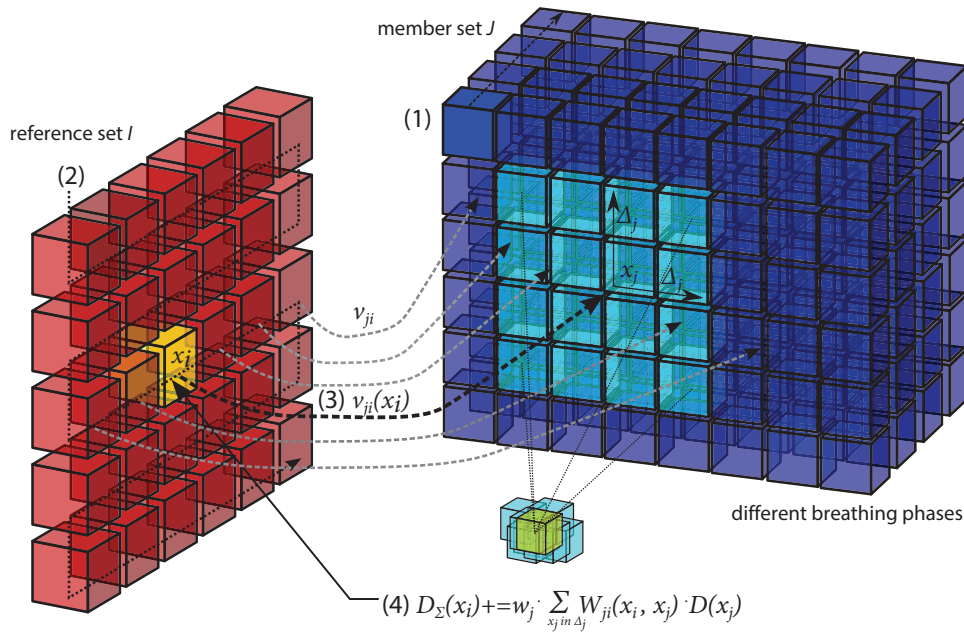 member set J
(1)
reference set I
(2)
Δj
xj
Δj
vji
xi
(3) vji(xi)
different breathing phases
(4) DΣ(xi)+=wj· Σ xj in Δj Wji(xi, xj)·D(xj)